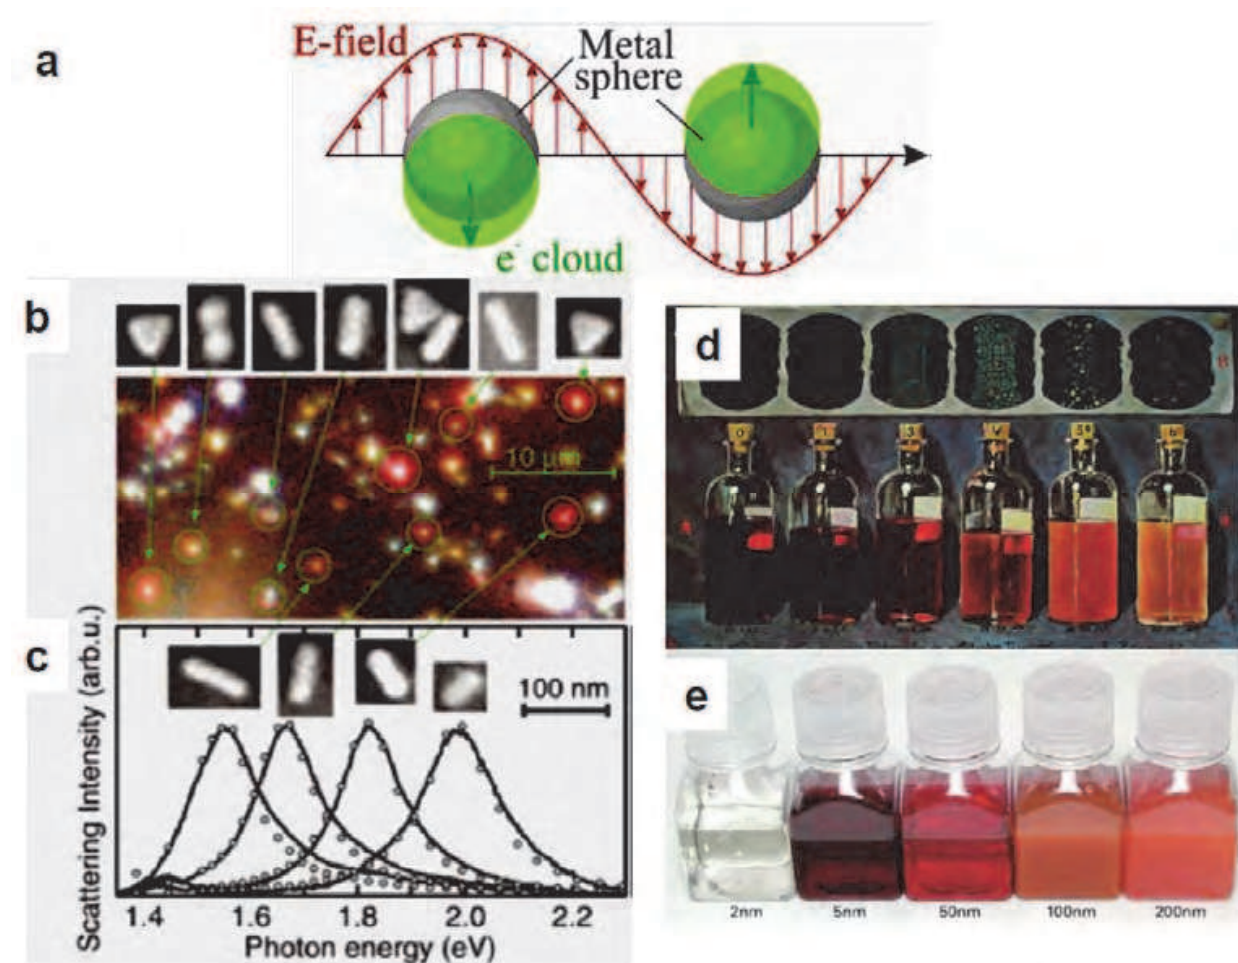 a
E-field
Metal
sphere
e⁻ cloud
b
10 μm
c
100 nm
Scattering Intensity (arb.u.)
1.4 1.6 1.8 2.0 2.2
Photon energy (eV)
d
e
2nm 5nm 50nm 100nm 200nm